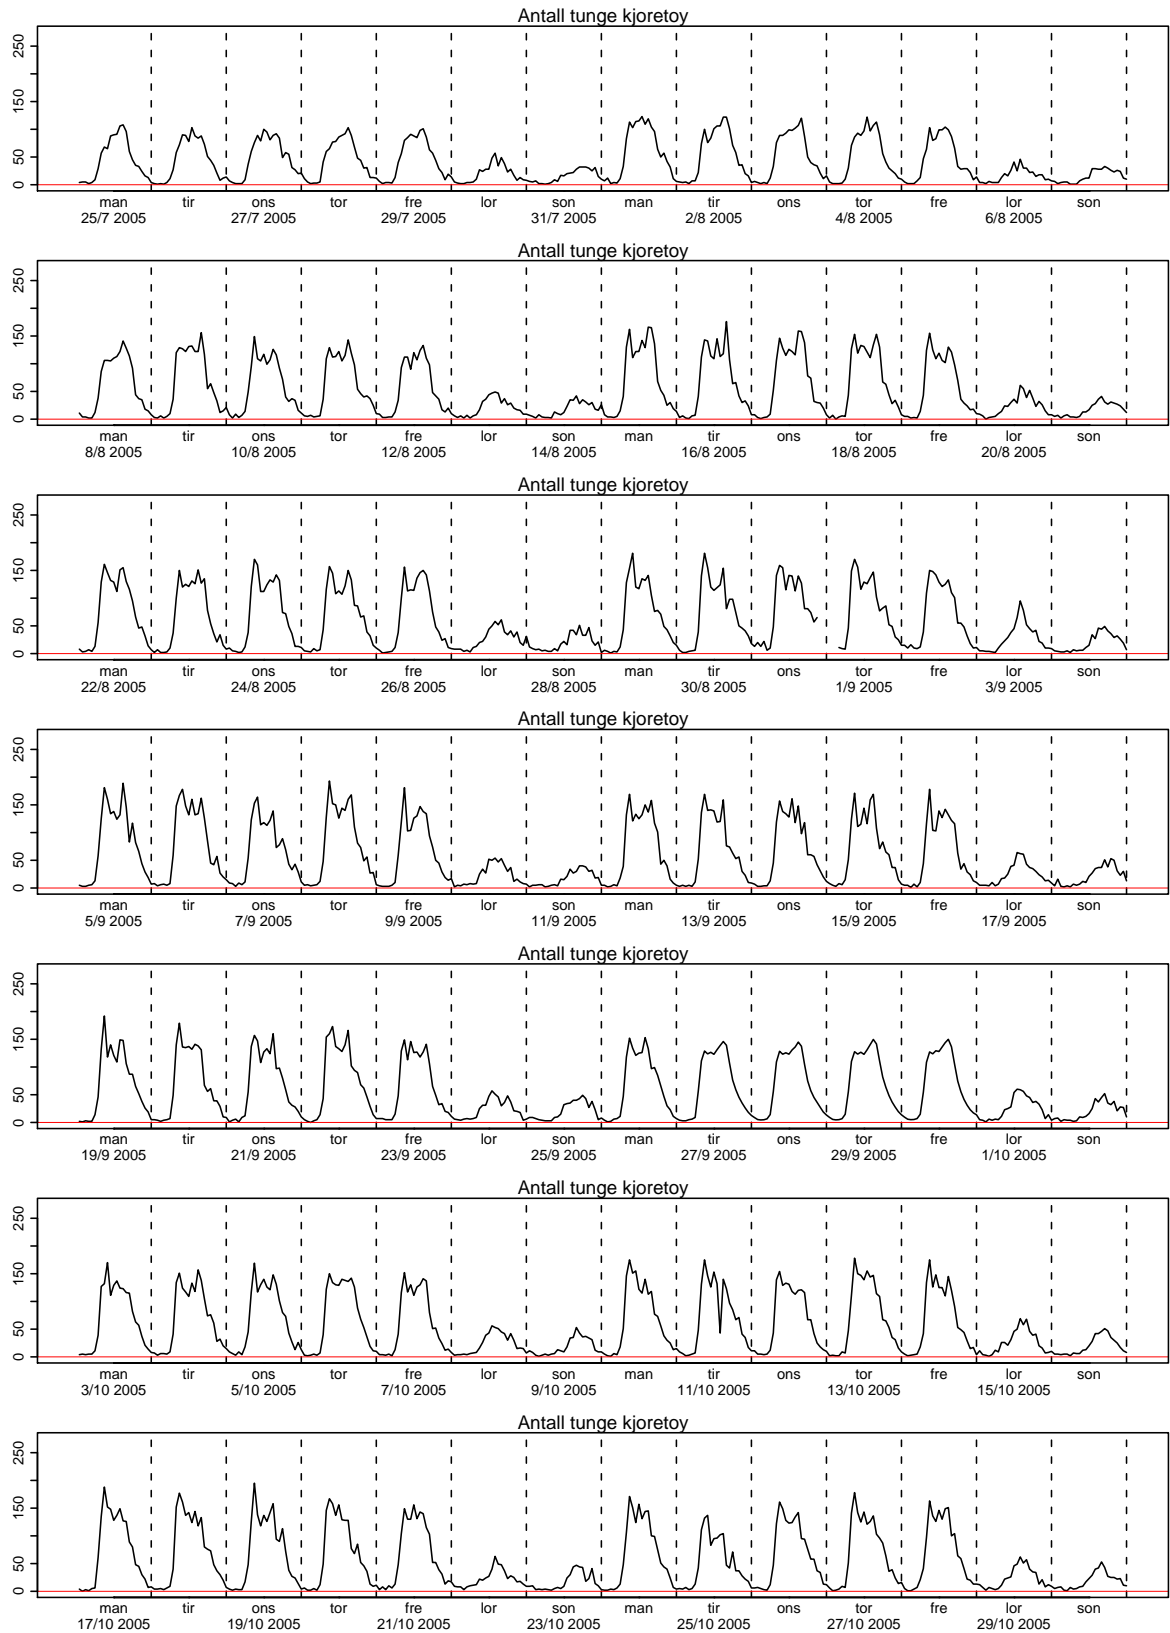 Antall tunge kjoretoy
250
150
50
0
man tir ons tor fre lor son man tir ons tor fre lor son
25/7 2005 27/7 2005 29/7 2005 31/7 2005 2/8 2005 4/8 2005 6/8 2005
Antall tunge kjoretoy
250
150
50
0
man tir ons tor fre lor son man tir ons tor fre lor son
8/8 2005 10/8 2005 12/8 2005 14/8 2005 16/8 2005 18/8 2005 20/8 2005
Antall tunge kjoretoy
250
150
50
0
man tir ons tor fre lor son man tir ons tor fre lor son
22/8 2005 24/8 2005 26/8 2005 28/8 2005 30/8 2005 1/9 2005 3/9 2005
Antall tunge kjoretoy
250
150
50
0
man tir ons tor fre lor son man tir ons tor fre lor son
5/9 2005 7/9 2005 9/9 2005 11/9 2005 13/9 2005 15/9 2005 17/9 2005
Antall tunge kjoretoy
250
150
50
0
man tir ons tor fre lor son man tir ons tor fre lor son
19/9 2005 21/9 2005 23/9 2005 25/9 2005 27/9 2005 29/9 2005 1/10 2005
Antall tunge kjoretoy
250
150
50
0
man tir ons tor fre lor son man tir ons tor fre lor son
3/10 2005 5/10 2005 7/10 2005 9/10 2005 11/10 2005 13/10 2005 15/10 2005
Antall tunge kjoretoy
250
150
50
0
man tir ons tor fre lor son man tir ons tor fre lor son
17/10 2005 19/10 2005 21/10 2005 23/10 2005 25/10 2005 27/10 2005 29/10 2005